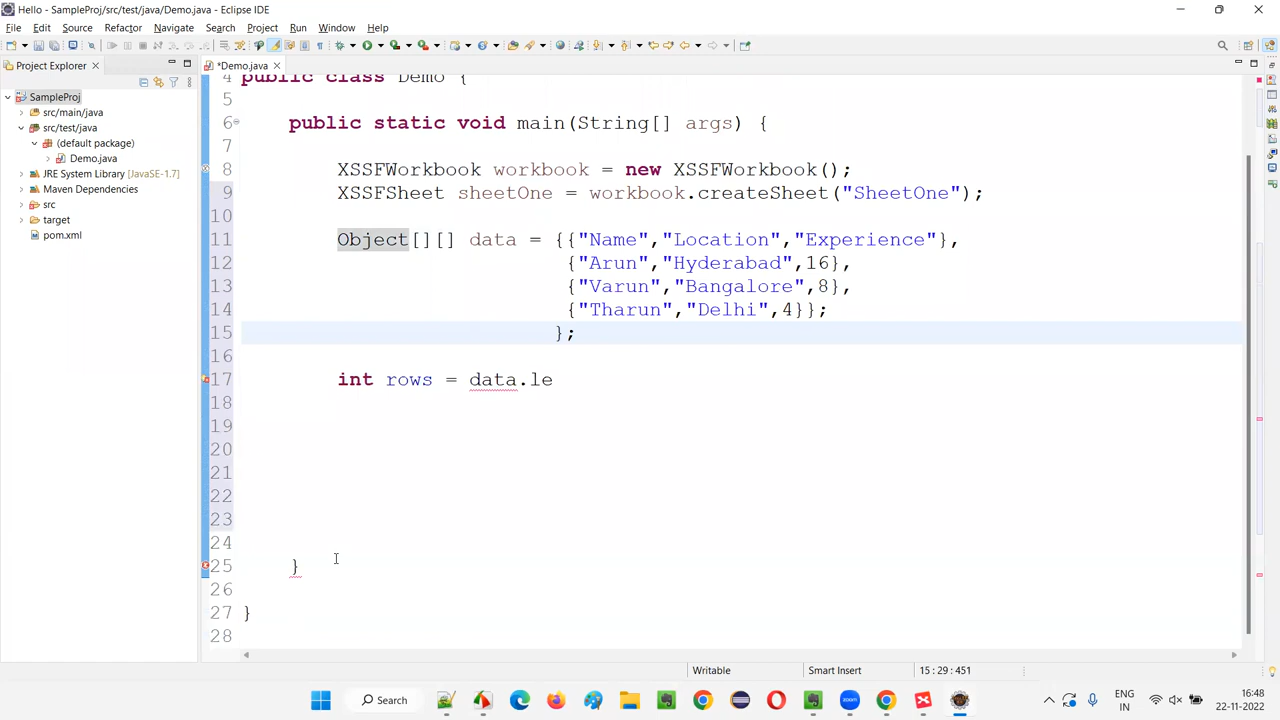 Hello - SampleProj/src/test/java/Demo.java - Eclipse IDE
File Edit Source Refactor Navigate Search Project Run Window Help
Project Explorer
*Demo.java
SampleProj
src/main/java
src/test/java
(default package)
Demo.java
JRE System Library [JavaSE-1.7]
Maven Dependencies
src
target
pom.xml
4 public class Demo {
5
6 public static void main(String[] args) {
7
8 XSSFWorkbook workbook = new XSSFWorkbook();
9 XSSFSheet sheetOne = workbook.createSheet("SheetOne");
10
11 Object[][] data = {{"Name","Location","Experience"},
12 {"Arun","Hyderabad",16},
13 {"Varun","Bangalore",8},
14 {"Tharun","Delhi",4}};
15 };
16
17 int rows = data.le
18
19
20
21
22
23
24
25 }
26
27 }
28
Writable Smart Insert 15 : 29 : 451
Search
ENG
IN
16:48
22-11-2022